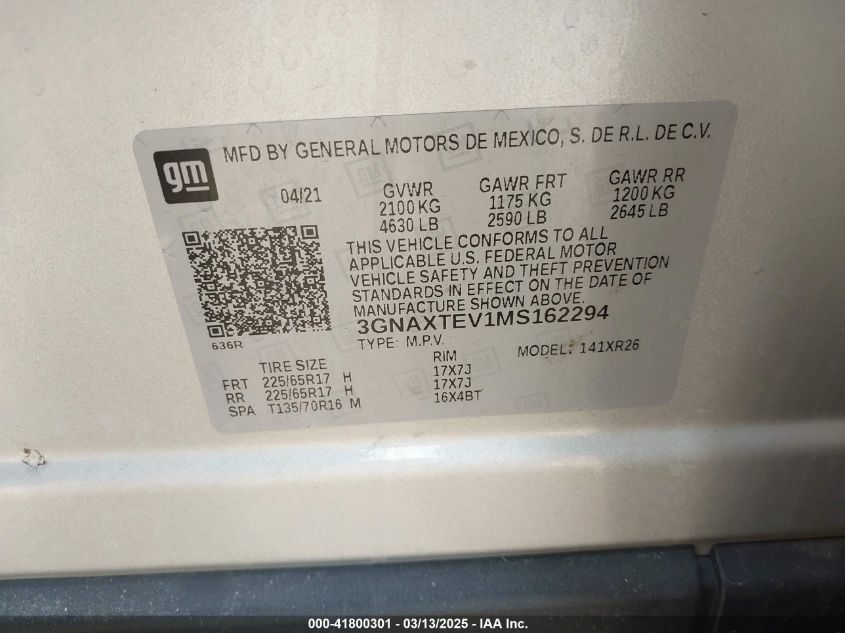 gm
MFD BY GENERAL MOTORS DE MEXICO, S. DE R.L. DE C.V.
04/21 GVWR GAWR FRT GAWR RR
2100 KG 1175 KG 1200 KG
4630 LB 2590 LB 2645 LB
THIS VEHICLE CONFORMS TO ALL
APPLICABLE U.S. FEDERAL MOTOR
VEHICLE SAFETY AND THEFT PREVENTION
STANDARDS IN EFFECT ON THE DATE OF
MANUFACTURE SHOWN ABOVE.
3GNAXTEV1MS162294
636R
TYPE: M.P.V. MODEL: 141XR26
TIRE SIZE RIM
FRT 225/65R17 H 17X7J
RR 225/65R17 H 17X7J
SPA T135/70R16 M 16X4BT
000-41800301 — 03/13/2025 — IAA Inc.